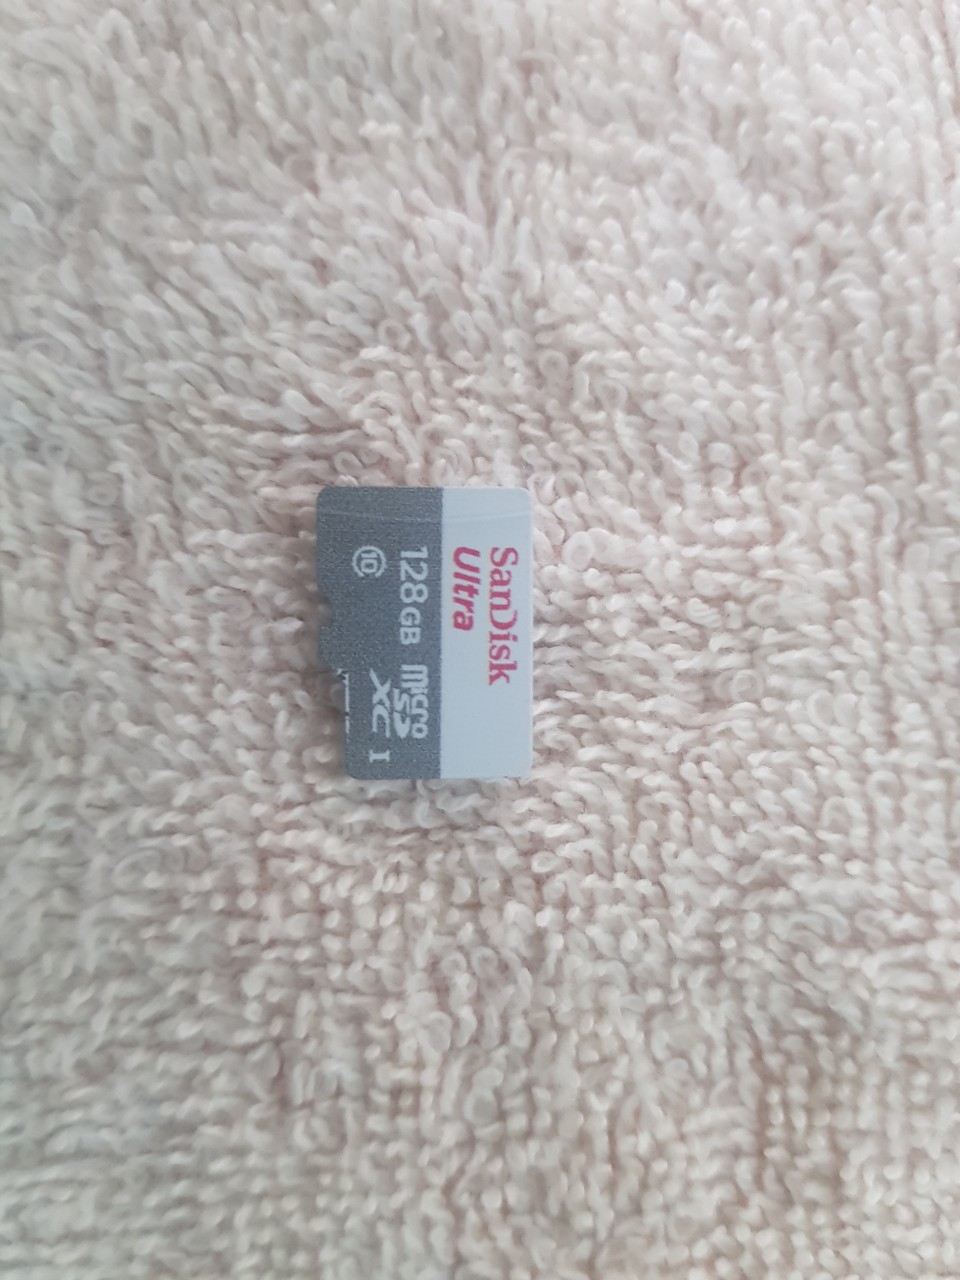 SanDisk
Ultra
128GB micro
SD
10 XC I